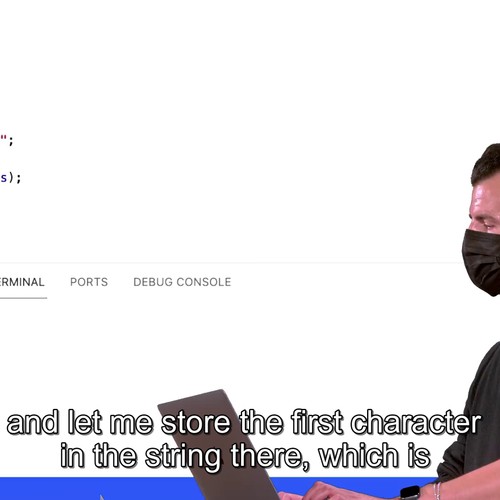 ";
s);
ERMINAL PORTS DEBUG CONSOLE
and let me store the first character
in the string there, which is